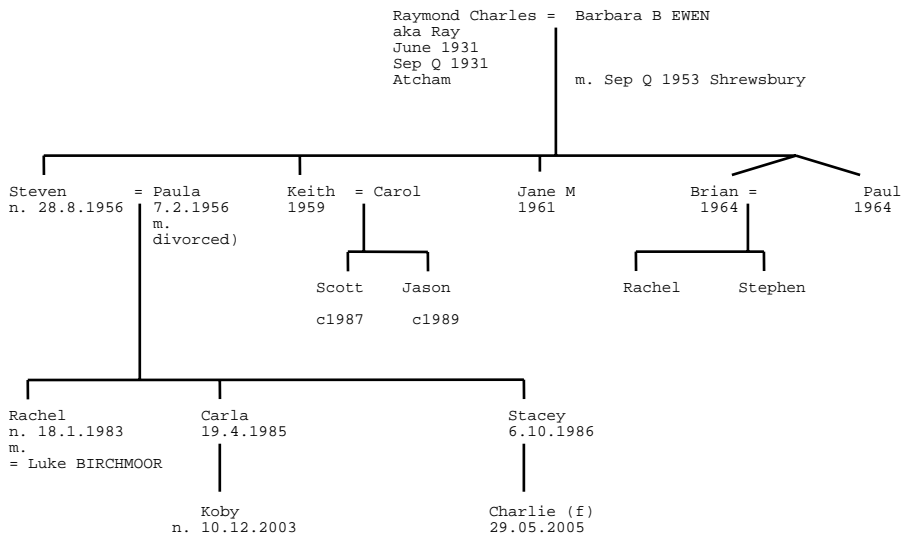 Raymond Charles = Barbara B EWEN
aka Ray
June 1931
Sep Q 1931
Atcham m. Sep Q 1953 Shrewsbury
Steven = Paula Keith = Carol Jane M Brian = Paul
n. 28.8.1956 7.2.1956 1959 1961 1964 1964
m.
divorced)
Scott Jason Rachel Stephen
c1987 c1989
Rachel Carla Stacey
n. 18.1.1983 19.4.1985 6.10.1986
m.
= Luke BIRCHMOOR
Koby Charlie (f)
n. 10.12.2003 29.05.2005